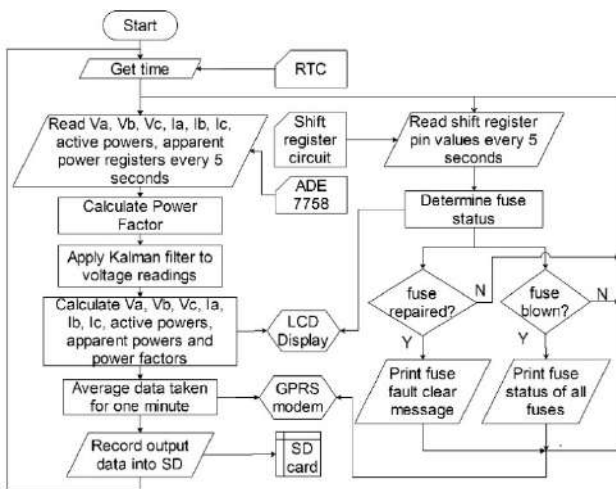 Start
Get time
RTC
Read Va, Vb, Vc, Ia, Ib, Ic,
active powers, apparent
power registers every 5
seconds
Shift
register
circuit
Read shift register
pin values every 5
seconds
ADE
7758
Calculate Power
Factor
Determine fuse
status
Apply Kalman filter to
voltage readings
fuse
repaired?
N
fuse
blown?
N
Calculate Va, Vb, Vc, Ia,
Ib, Ic, active powers,
apparent powers and
power factors
LCD
Display
Y
Y
Average data taken
for one minute
GPRS
modem
Print fuse
fault clear
message
Print fuse
status of all
fuses
Record output
data into SD
SD
card